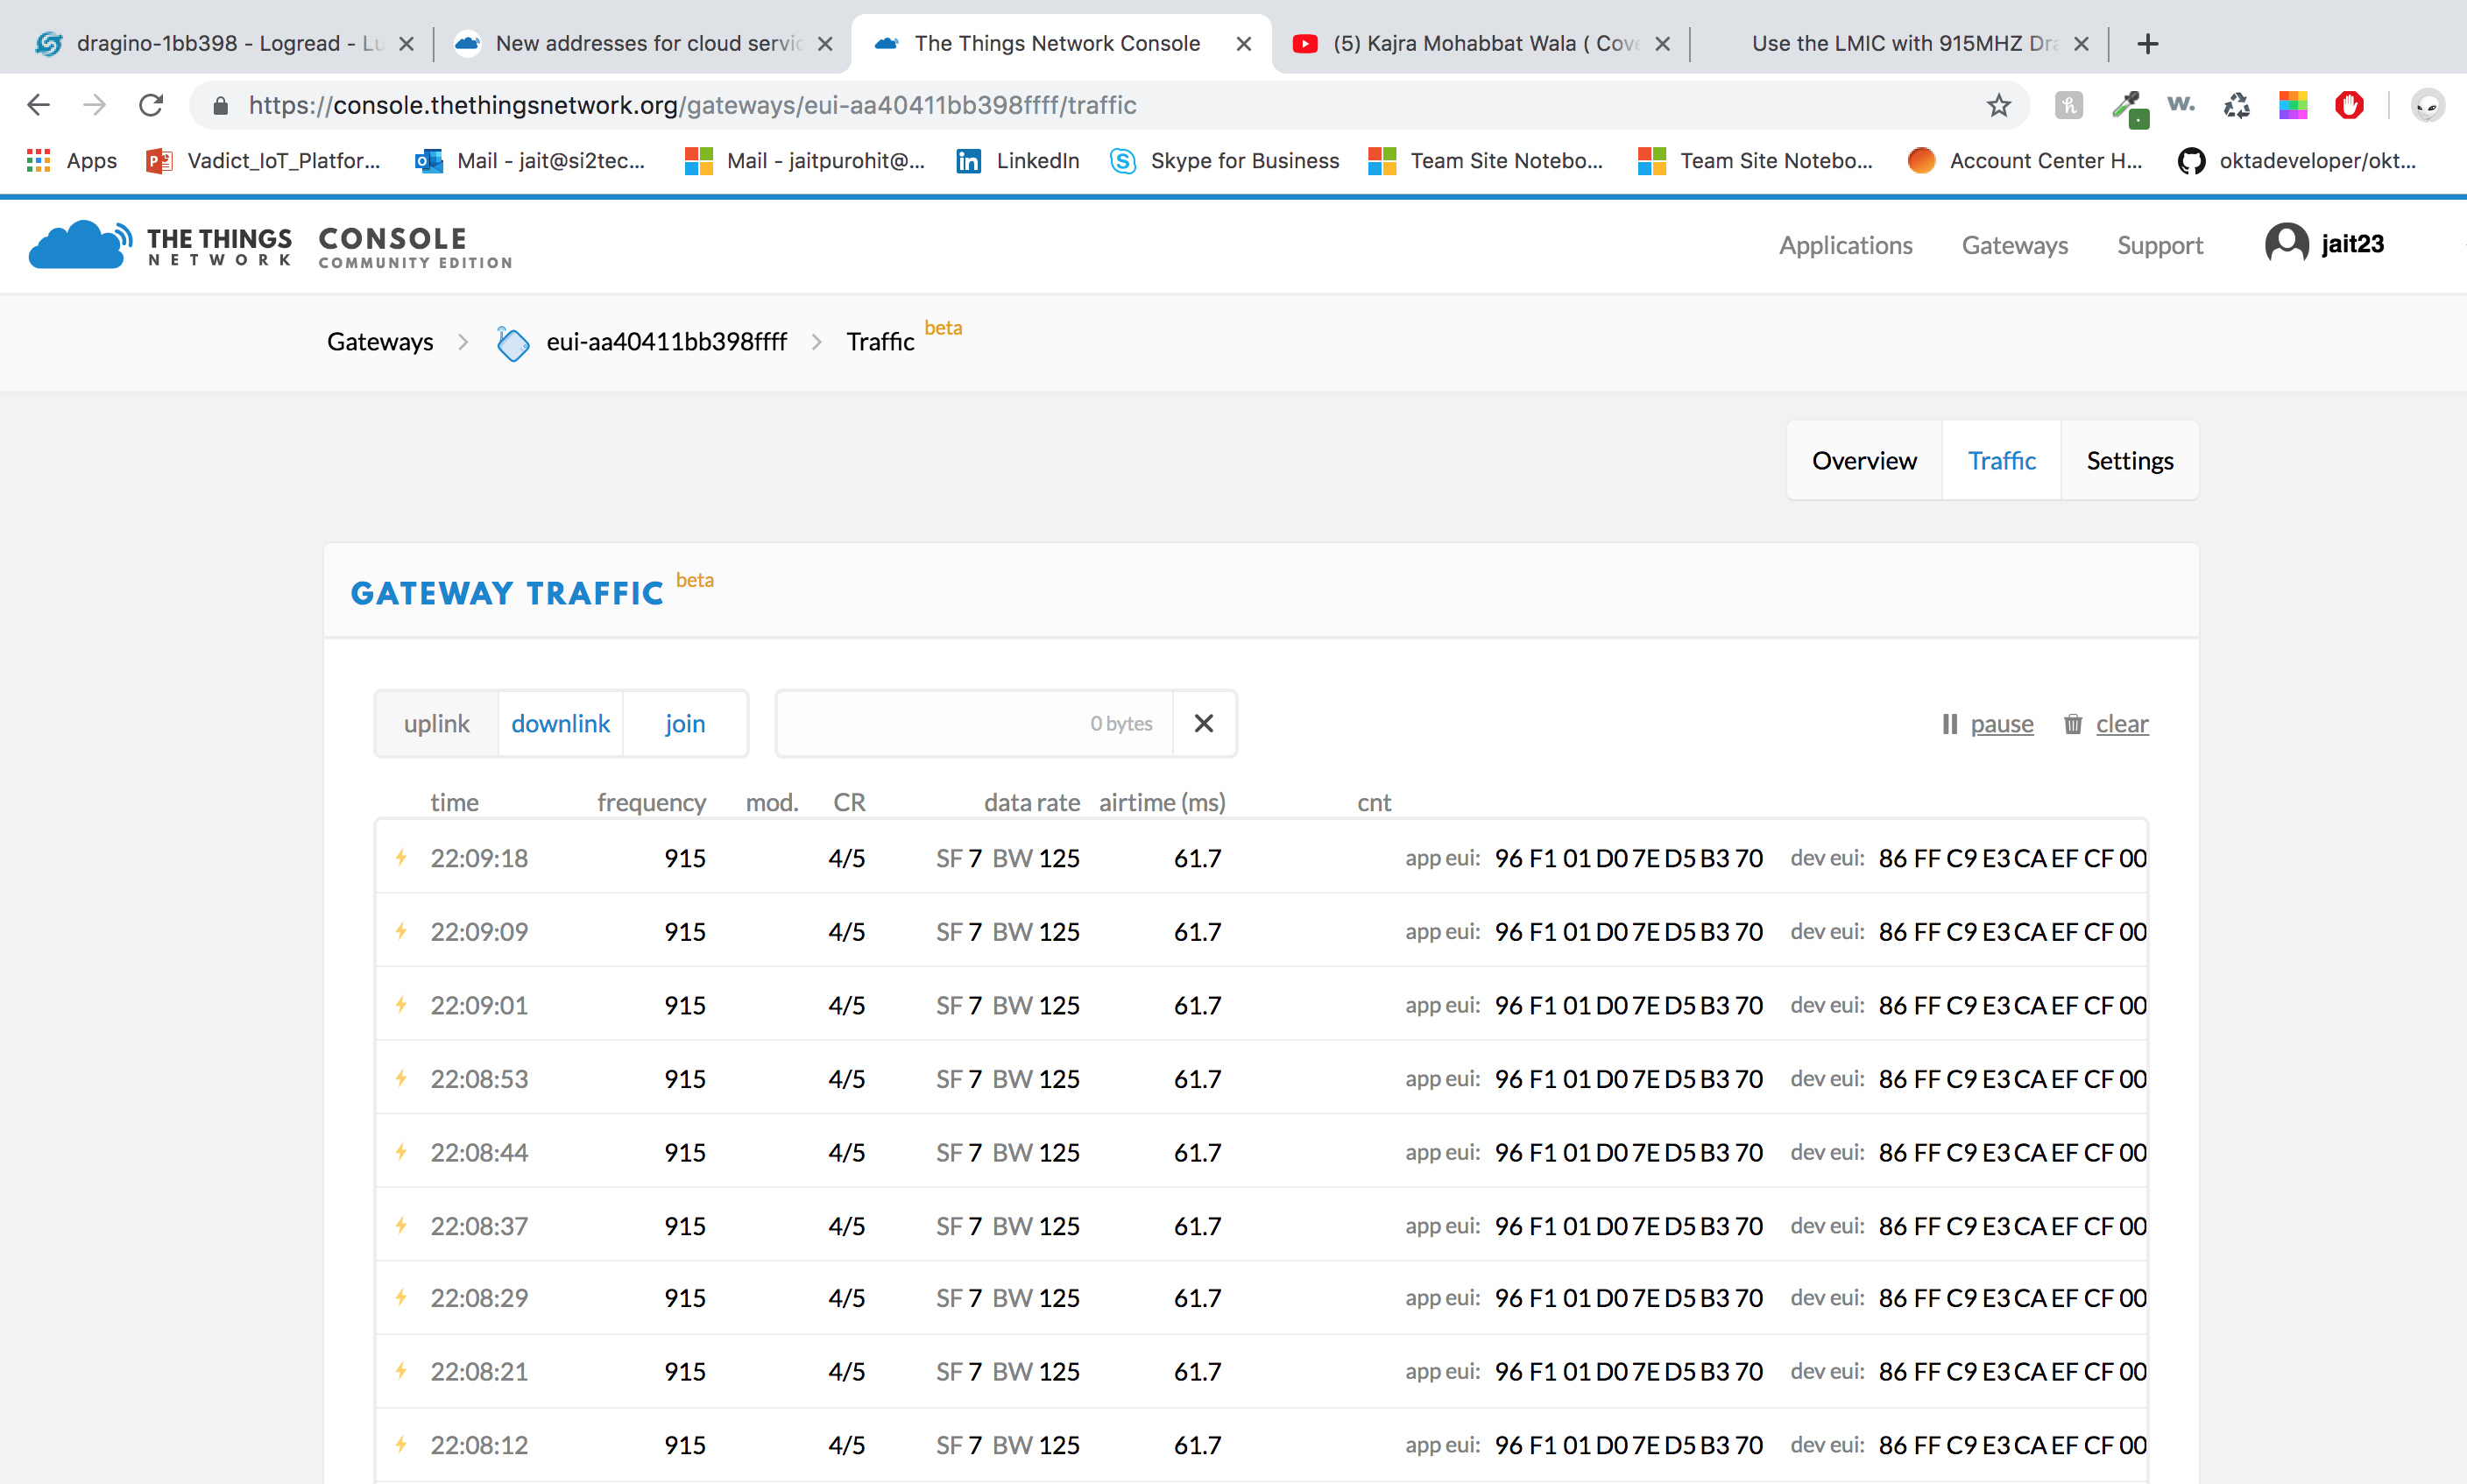 dragino-1bb398 - Logread - Lu
New addresses for cloud servic
The Things Network Console
(5) Kajra Mohabbat Wala ( Cove
Use the LMIC with 915MHZ Dra
https://console.thethingsnetwork.org/gateways/eui-aa40411bb398ffff/traffic
Apps Vadict_IoT_Platfor... Mail - jait@si2tec... Mail - jaitpurohit@... LinkedIn Skype for Business Team Site Notebo... Team Site Notebo... Account Center H... oktadeveloper/okt...
THE THINGS
NETWORK
CONSOLE
COMMUNITY EDITION
Applications Gateways Support jait23
Gateways eui-aa40411bb398ffff Traffic beta
Overview Traffic Settings
GATEWAY TRAFFIC beta
uplink downlink join 0 bytes pause clear
time frequency mod. CR data rate airtime (ms) cnt
22:09:18 915 4/5 SF 7 BW 125 61.7 app eui: 96 F1 01 D0 7E D5 B3 70 dev eui: 86 FF C9 E3 CA EF CF 00
22:09:09 915 4/5 SF 7 BW 125 61.7 app eui: 96 F1 01 D0 7E D5 B3 70 dev eui: 86 FF C9 E3 CA EF CF 00
22:09:01 915 4/5 SF 7 BW 125 61.7 app eui: 96 F1 01 D0 7E D5 B3 70 dev eui: 86 FF C9 E3 CA EF CF 00
22:08:53 915 4/5 SF 7 BW 125 61.7 app eui: 96 F1 01 D0 7E D5 B3 70 dev eui: 86 FF C9 E3 CA EF CF 00
22:08:44 915 4/5 SF 7 BW 125 61.7 app eui: 96 F1 01 D0 7E D5 B3 70 dev eui: 86 FF C9 E3 CA EF CF 00
22:08:37 915 4/5 SF 7 BW 125 61.7 app eui: 96 F1 01 D0 7E D5 B3 70 dev eui: 86 FF C9 E3 CA EF CF 00
22:08:29 915 4/5 SF 7 BW 125 61.7 app eui: 96 F1 01 D0 7E D5 B3 70 dev eui: 86 FF C9 E3 CA EF CF 00
22:08:21 915 4/5 SF 7 BW 125 61.7 app eui: 96 F1 01 D0 7E D5 B3 70 dev eui: 86 FF C9 E3 CA EF CF 00
22:08:12 915 4/5 SF 7 BW 125 61.7 app eui: 96 F1 01 D0 7E D5 B3 70 dev eui: 86 FF C9 E3 CA EF CF 00